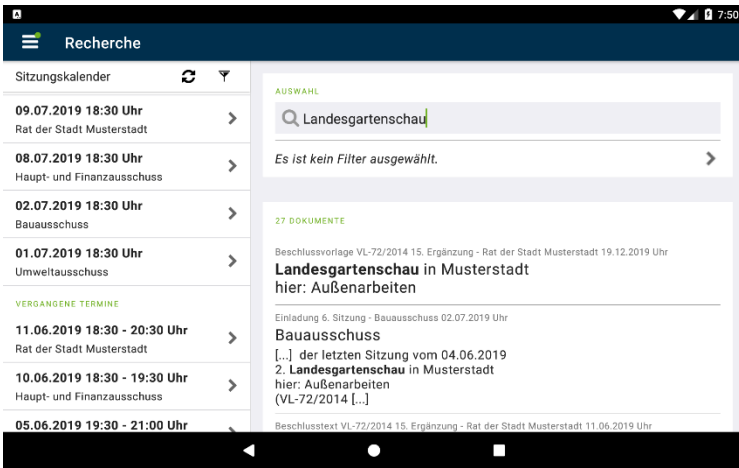 7:50
Recherche
Sitzungskalender
09.07.2019 18:30 Uhr
Rat der Stadt Musterstadt
08.07.2019 18:30 Uhr
Haupt- und Finanzausschuss
02.07.2019 18:30 Uhr
Bauausschuss
01.07.2019 18:30 Uhr
Umweltausschuss
VERGANGENE TERMINE
11.06.2019 18:30 - 20:30 Uhr
Rat der Stadt Musterstadt
10.06.2019 18:30 - 19:30 Uhr
Haupt- und Finanzausschuss
05.06.2019 19:30 - 21:00 Uhr
AUSWAHL
Landesgartenschau
Es ist kein Filter ausgewählt.
27 DOKUMENTE
Beschlussvorlage VL-72/2014 15. Ergänzung - Rat der Stadt Musterstadt 19.12.2019 Uhr
Landesgartenschau in Musterstadt
hier: Außenarbeiten
Einladung 6. Sitzung - Bauausschuss 02.07.2019 Uhr
Bauausschuss
[...] der letzten Sitzung vom 04.06.2019
2. Landesgartenschau in Musterstadt
hier: Außenarbeiten
(VL-72/2014 [...]
Beschlusstext VL-72/2014 15. Ergänzung - Rat der Stadt Musterstadt 11.06.2019 Uhr